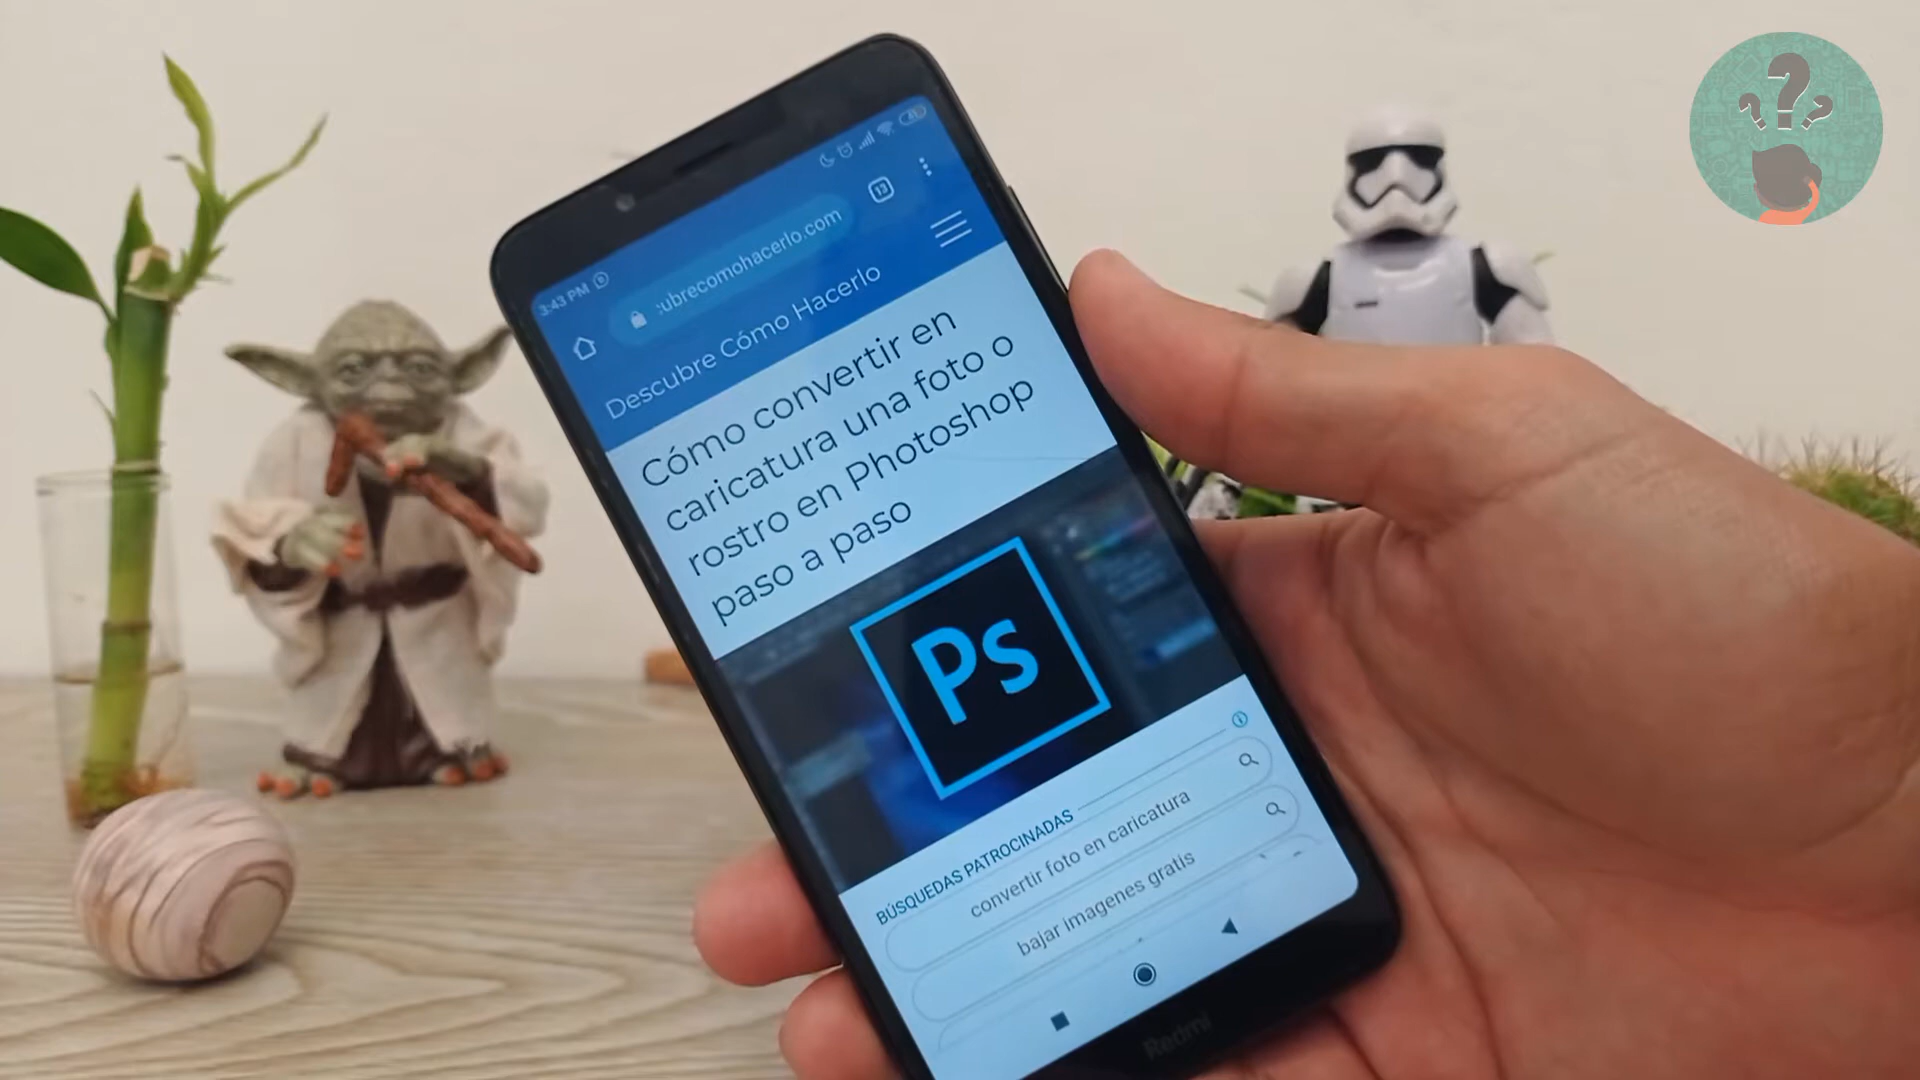 3:43 PM
13
:ubrecomohacerlo.com
Descubre Cómo Hacerlo
Cómo convertir en
caricatura una foto o
rostro en Photoshop
paso a paso
Ps
BÚSQUEDAS PATROCINADAS
convertir foto en caricatura
bajar imagenes gratis
Redmi
???